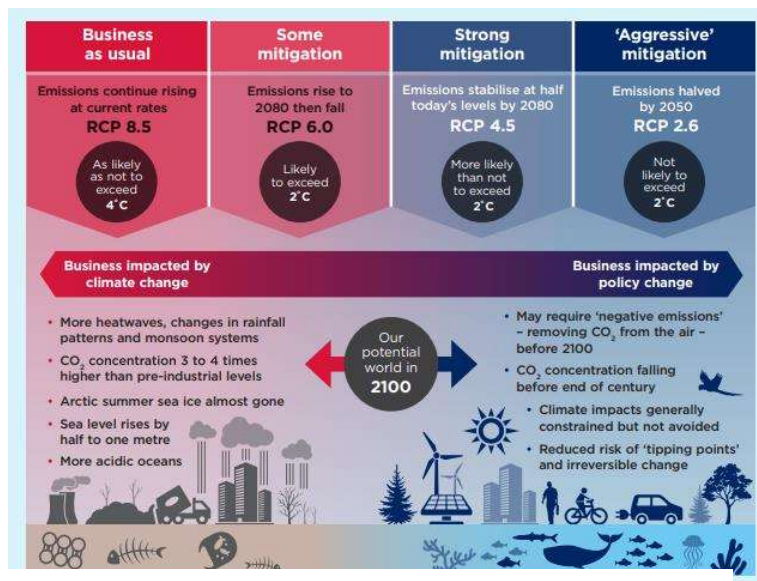 Business
as usual
Emissions continue rising
at current rates
RCP 8.5
As likely
as not to
exceed
4°C
Some
mitigation
Emissions rise to
2080 then fall
RCP 6.0
Likely
to exceed
2°C
Strong
mitigation
Emissions stabilise at half
today's levels by 2080
RCP 4.5
More likely
than not
to exceed
2°C
'Aggressive'
mitigation
Emissions halved
by 2050
RCP 2.6
Not
likely to
exceed
2°C
Business impacted by
climate change
Business impacted by
policy change
• More heatwaves, changes in rainfall
patterns and monsoon systems
• CO₂ concentration 3 to 4 times
higher than pre-industrial levels
• Arctic summer sea ice almost gone
• Sea level rises by
half to one metre
• More acidic oceans
Our
potential
world in
2100
• May require 'negative emissions'
– removing CO₂ from the air –
before 2100
• CO₂ concentration falling
before end of century
• Climate impacts generally
constrained but not avoided
• Reduced risk of 'tipping points'
and irreversible change